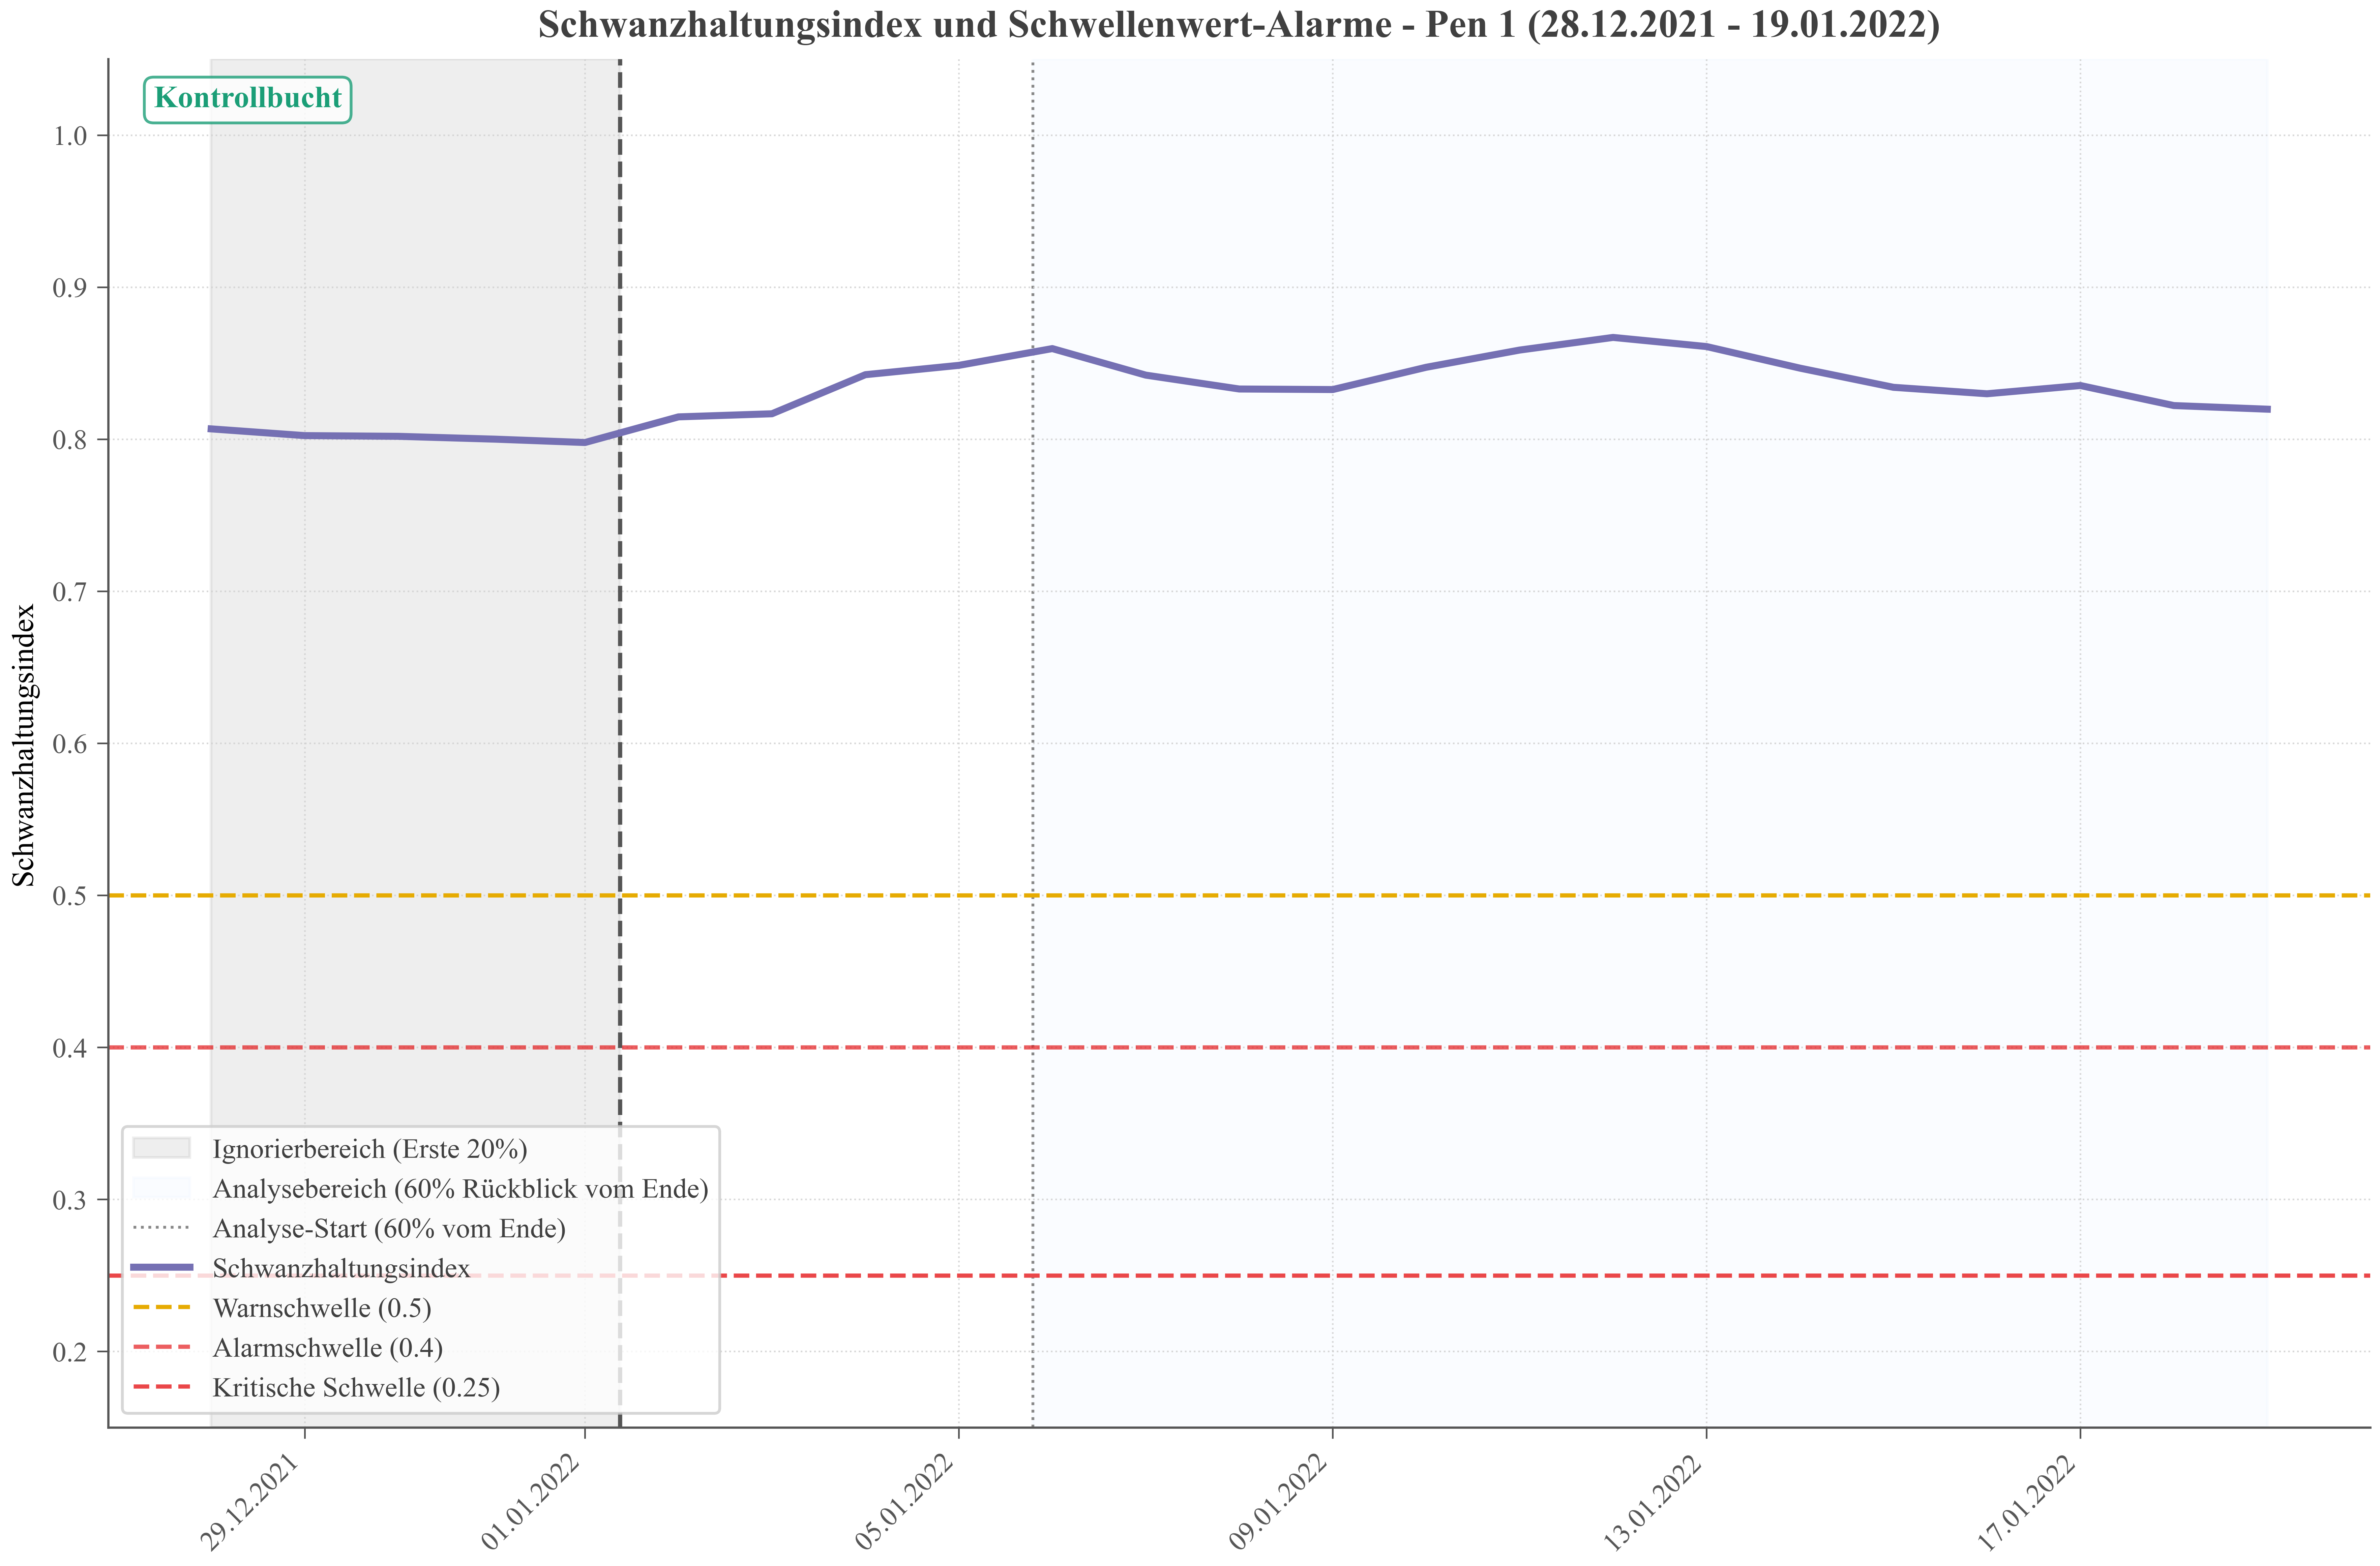 Schwanzhaltungsindex und Schwellenwert-Alarme - Pen 1 (28.12.2021 - 19.01.2022)
Kontrollbucht
Schwanzhaltungsindex
1.0
0.9
0.8
0.7
0.6
0.5
0.4
0.3
0.2
Ignorierbereich (Erste 20%)
Analysebereich (60% Rückblick vom Ende)
Analyse-Start (60% vom Ende)
Schwanzhaltungsindex
Warnschwelle (0.5)
Alarmschwelle (0.4)
Kritische Schwelle (0.25)
29.12.2021
01.01.2022
05.01.2022
09.01.2022
13.01.2022
17.01.2022